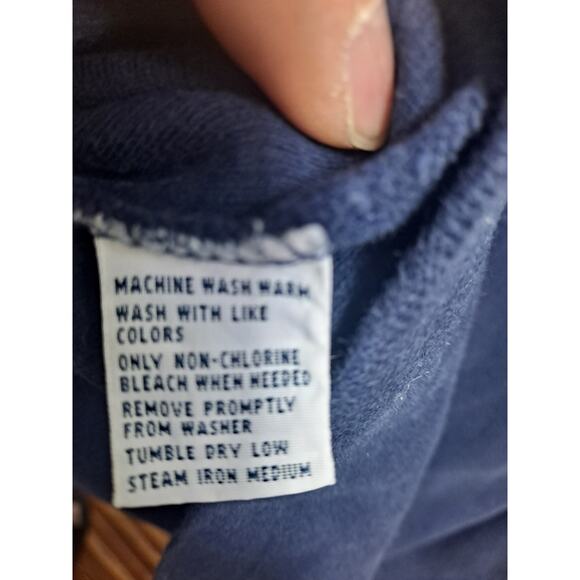 MACHINE WASH WARM
WASH WITH LIKE
COLORS
ONLY NON-CHLORINE
BLEACH WHEN NEEDED
REMOVE PROMPTLY
FROM WASHER
TUMBLE DRY LOW
STEAM IRON MEDIUM